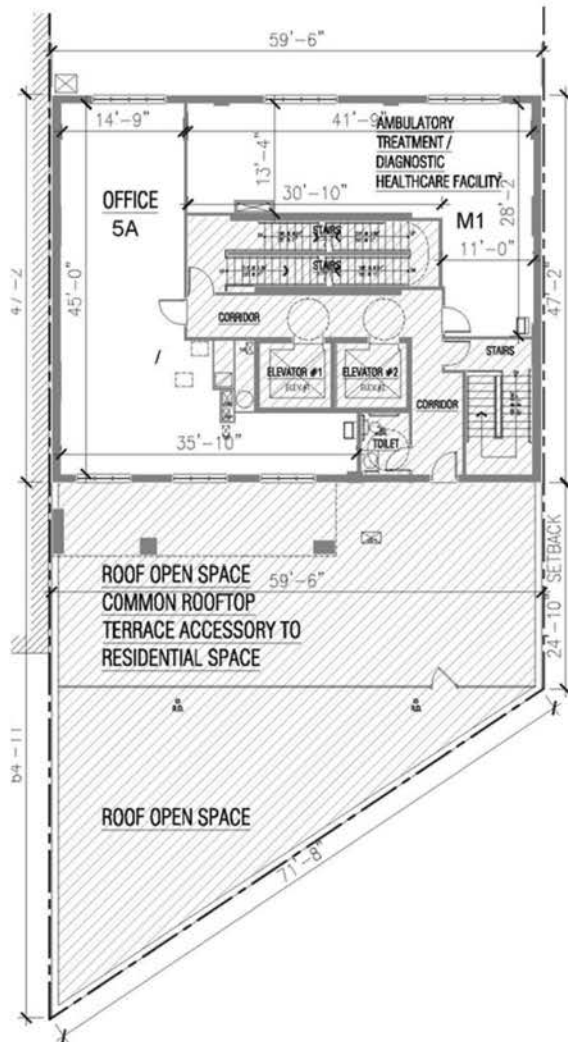 59'-6"
14'-9"
41'-9"
AMBULATORY
TREATMENT /
DIAGNOSTIC
HEALTHCARE FACILITY
13'-4"
OFFICE
5A
30'-10"
28'-2"
M1
STAIRS
11'-0"
STAIRS
45'-0"
47'-2"
47'-2"
CORRIDOR
STAIRS
ELEVATOR #1
ELEVATOR #2
CORRIDOR
TOILET
35'-10"
ROOF OPEN SPACE
59'-6"
COMMON ROOFTOP
TERRACE ACCESSORY TO
RESIDENTIAL SPACE
24'-10" SETBACK
R.D.
R.D.
64'-11
ROOF OPEN SPACE
71'-8"